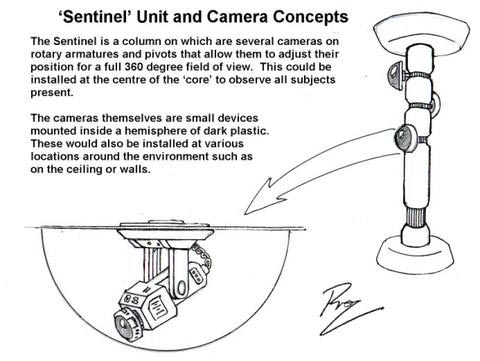 ‘Sentinel’ Unit and Camera Concepts
The Sentinel is a column on which are several cameras on
rotary armatures and pivots that allow them to adjust their
position for a full 360 degree field of view.  This could be
installed at the centre of the ‘core’ to observe all subjects
present.
The cameras themselves are small devices
mounted inside a hemisphere of dark plastic.
These would also be installed at various
locations around the environment such as
on the ceiling or walls.